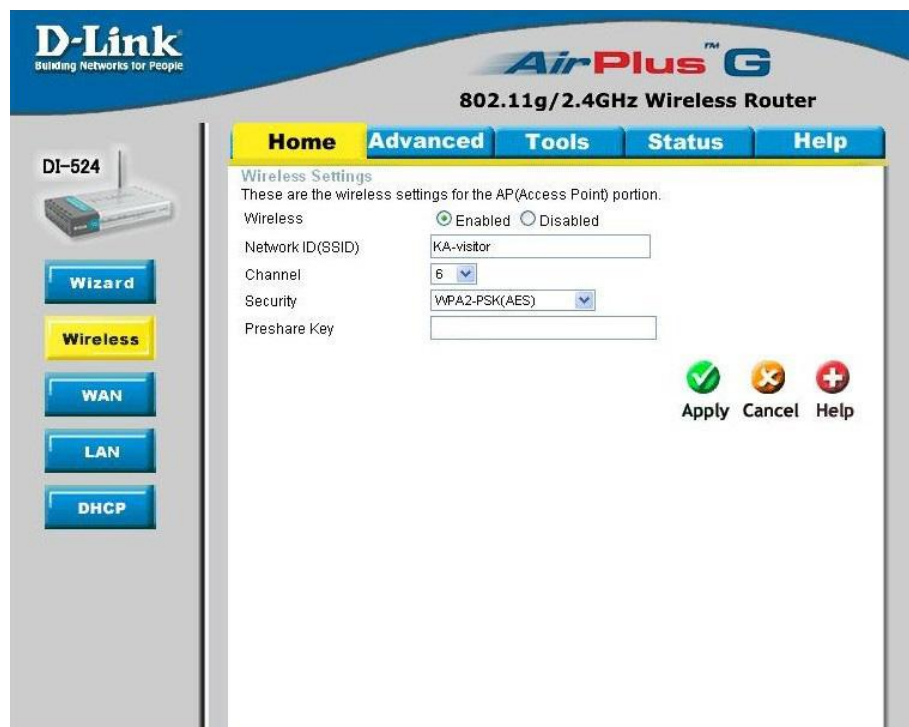 D-Link
Building Networks for People
AirPlus™ G
802.11g/2.4GHz Wireless Router
DI-524
Home Advanced Tools Status Help
Wireless Settings
These are the wireless settings for the AP(Access Point) portion.
Wireless Enabled Disabled
Network ID(SSID) KA-visitor
Channel 6
Security WPA2-PSK(AES)
Preshare Key
Wizard
Wireless
WAN
LAN
DHCP
Apply Cancel Help